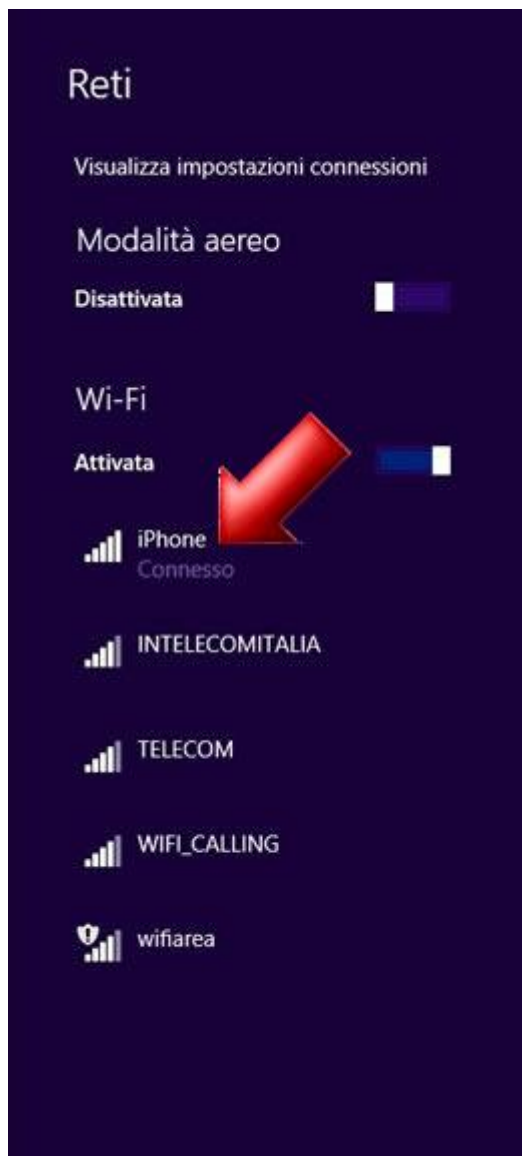 Reti
Visualizza impostazioni connessioni
Modalità aereo
Disattivata
Wi-Fi
Attivata
iPhone
Connesso
INTELECOMITALIA
TELECOM
WIFI_CALLING
wifiarea